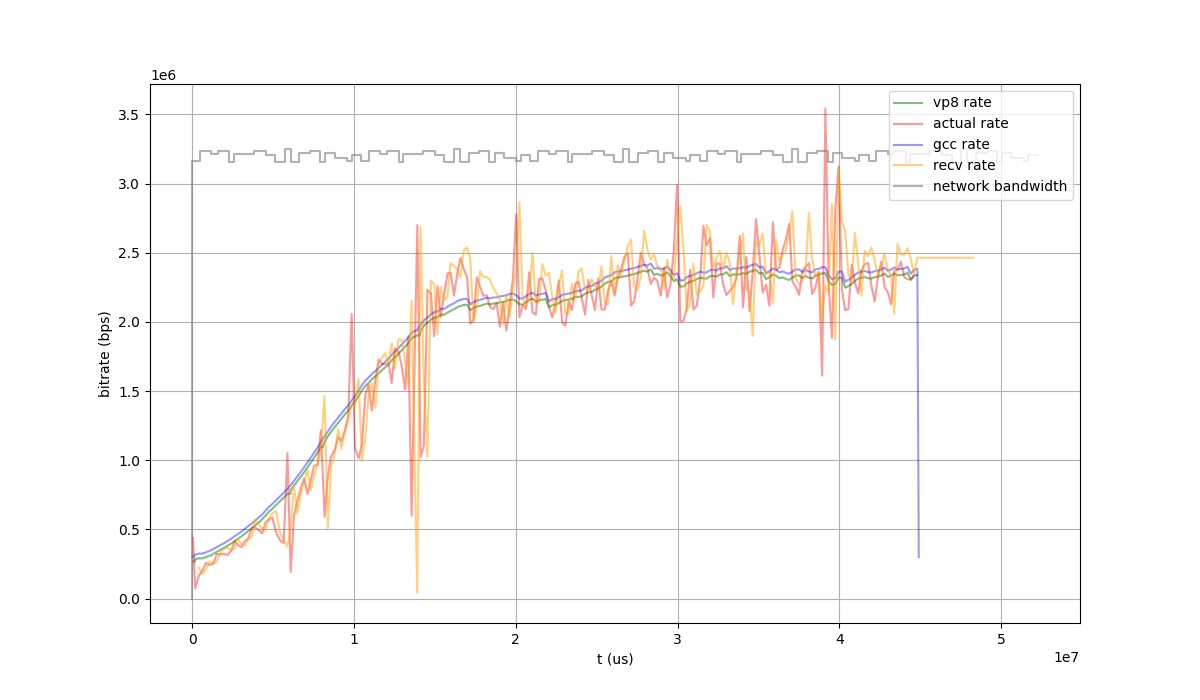 1e6
3.5
3.0
2.5
2.0
1.5
1.0
0.5
0.0
bitrate (bps)
vp8 rate
actual rate
gcc rate
recv rate
network bandwidth
0 1 2 3 4 5
t (us)
1e7